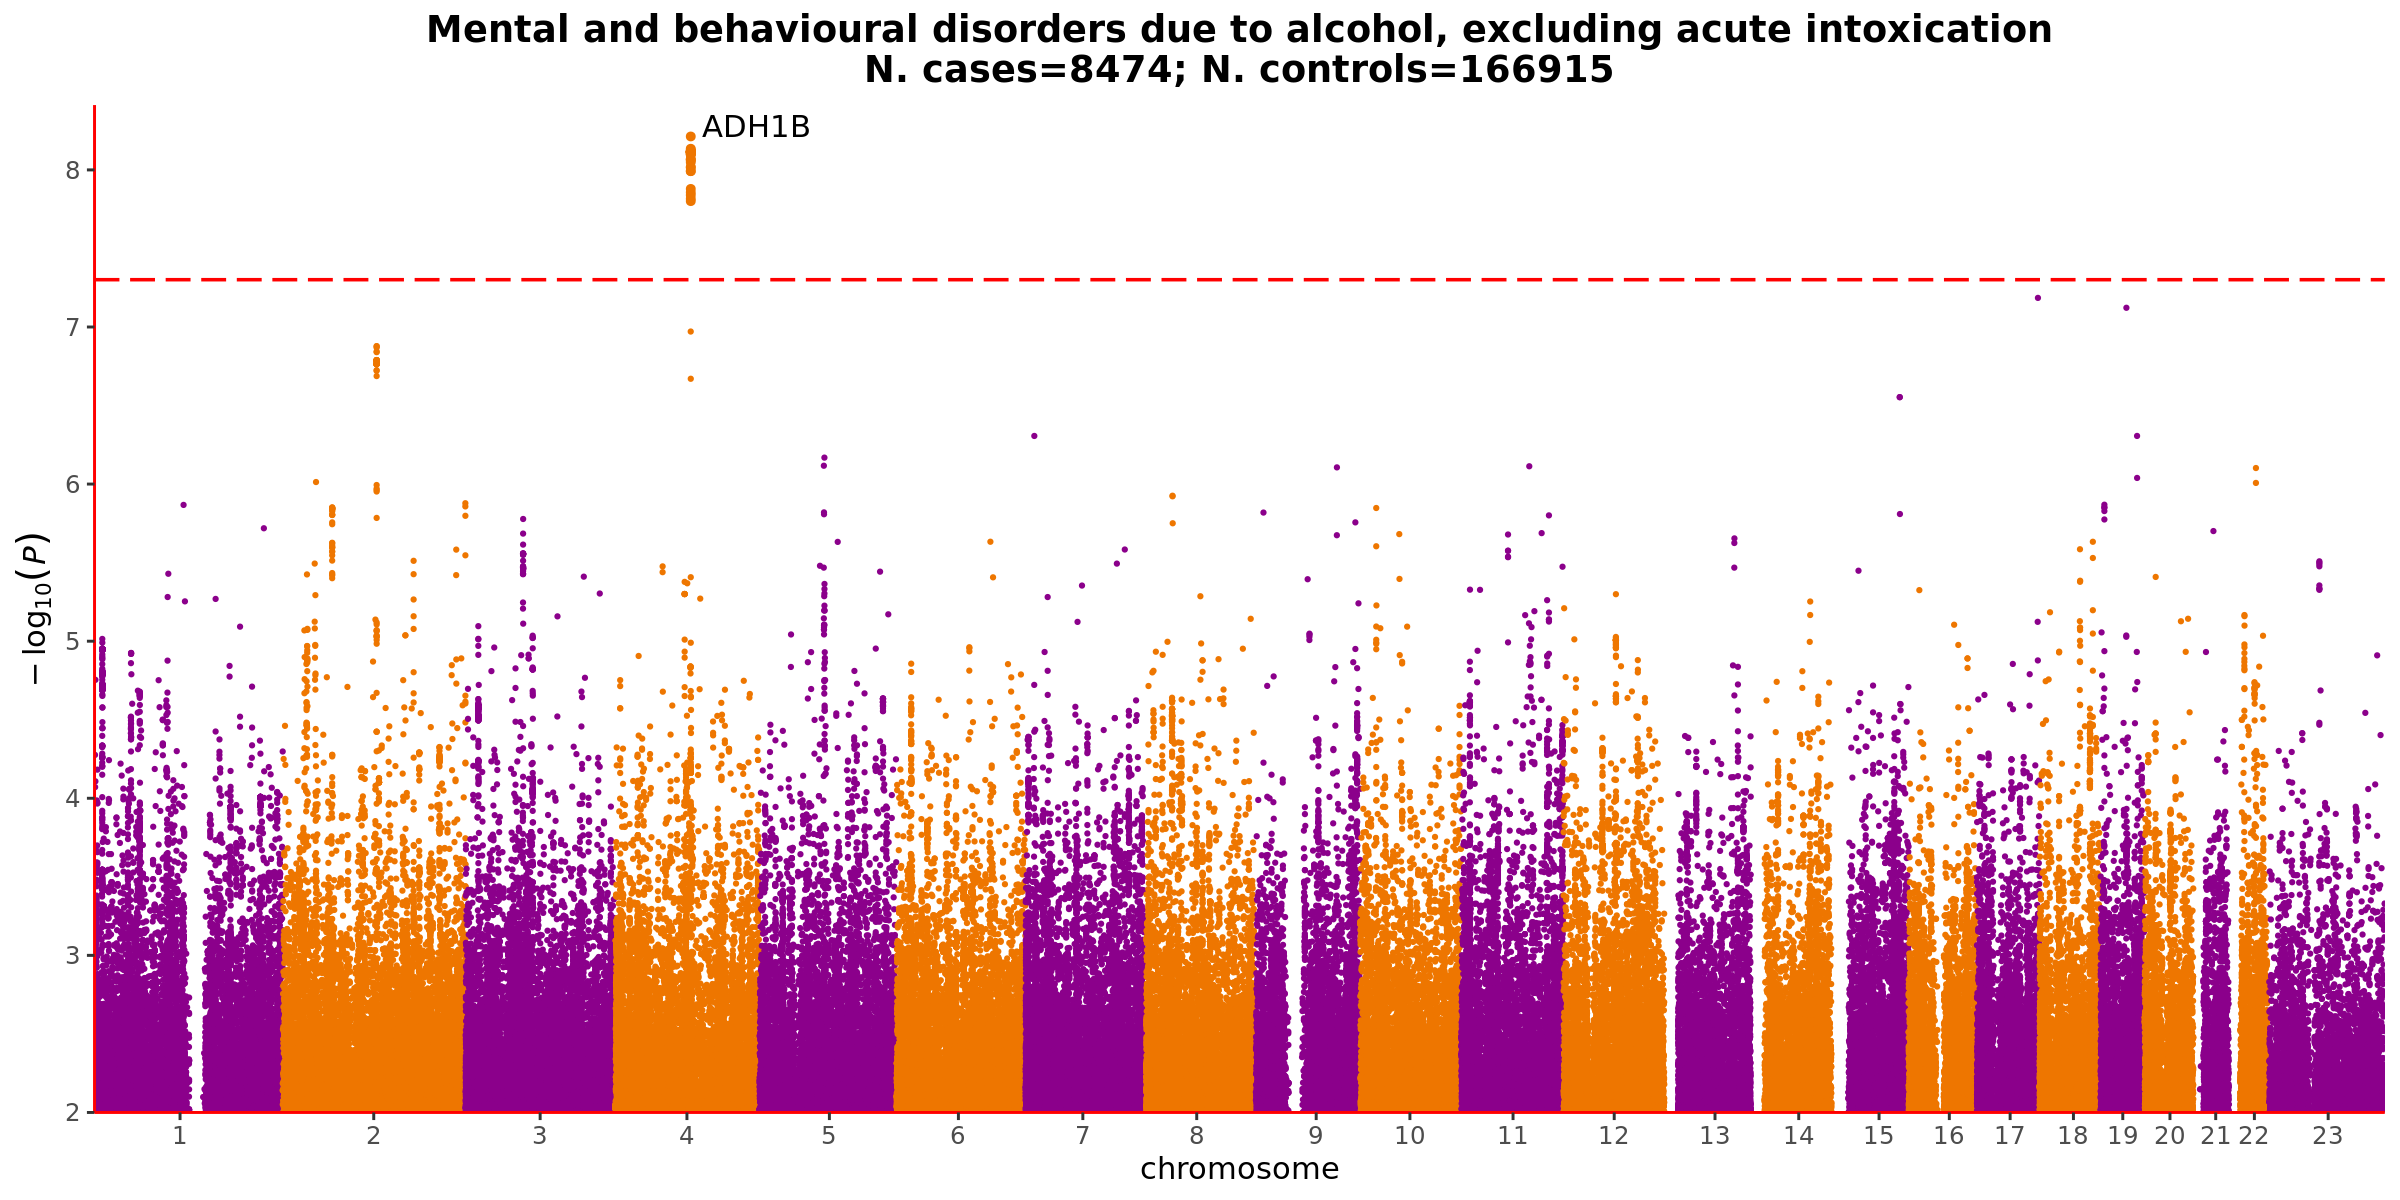 Mental and behavioural disorders due to alcohol, excluding acute intoxication
N. cases=8474; N. controls=166915
ADH1B
8
7
6
5
4
3
2
−log10(P)
1 2 3 4 5 6 7 8 9 10 11 12 13 14 15 16 17 18 19 20 21 22 23
chromosome